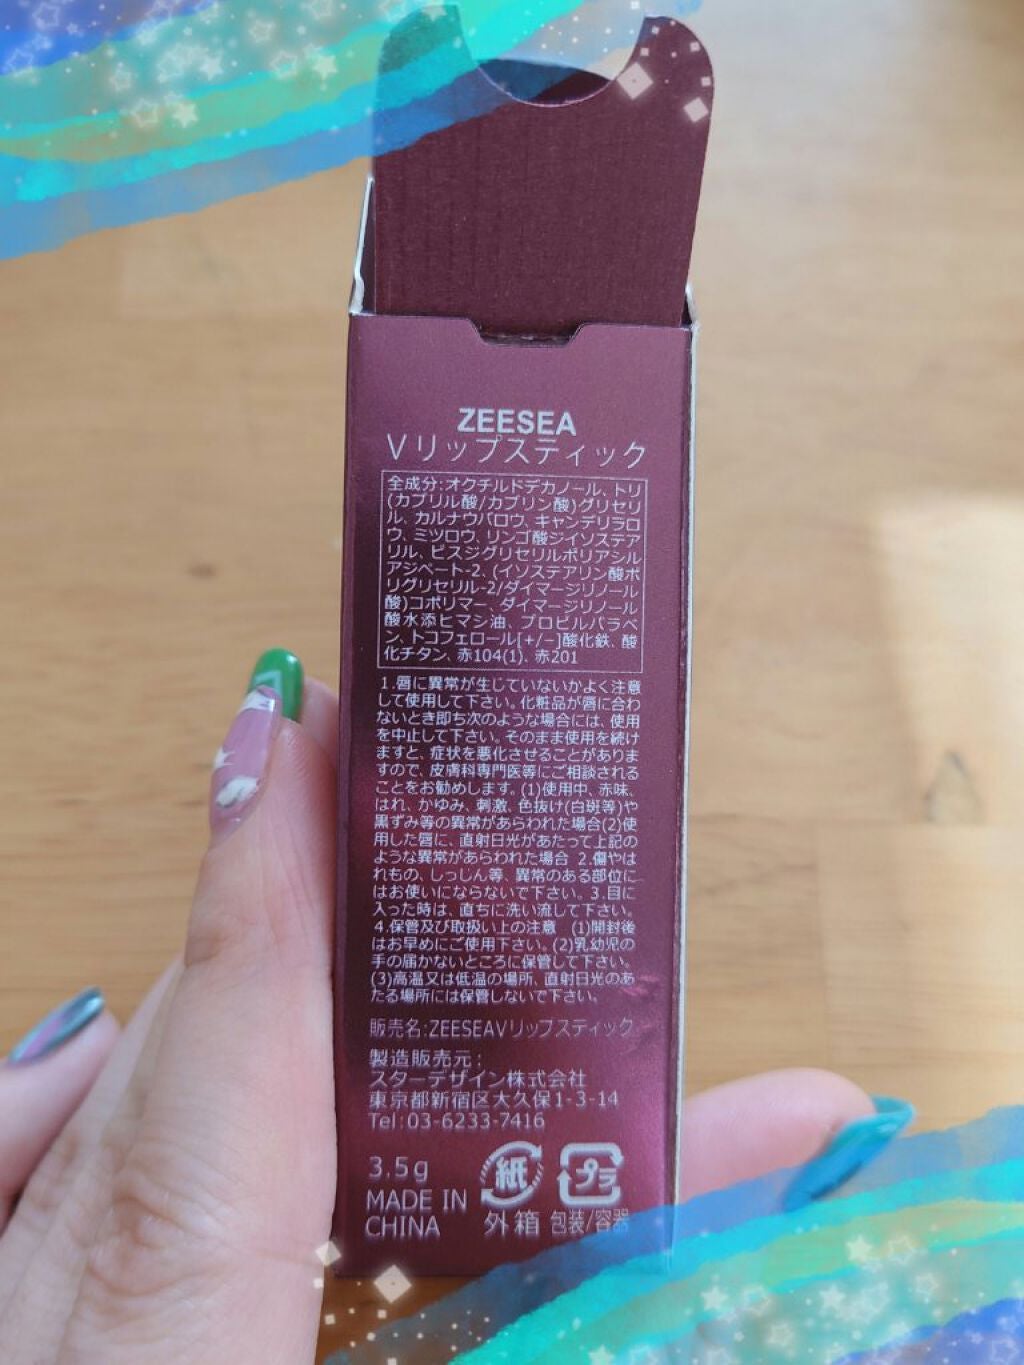 ZEESEA
Vリップスティック
全成分:オクチルドデカノール、トリ
(カプリル酸/カプリン酸)グリセリ
ル、カルナウバロウ、キャンデリラロ
ウ、ミツロウ、リンゴ酸ジイソステア
リル、ビスジグリセリルポリアシル
アジペート-2、(イソステアリン酸ポ
リグリセリル-2/ダイマージリノール
酸)コポリマー、ダイマージリノール
酸水添ヒマシ油、プロピルパラベ
ン、トコフェロール[+/-]酸化鉄、酸
化チタン、赤104(1)、赤201
1.唇に異常が生じていないかよく注意
して使用して下さい。化粧品が唇に合わ
ないとき即ち次のような場合には、使用
を中止して下さい。そのまま使用を続け
ますと、症状を悪化させることがありま
すので、皮膚科専門医等にご相談される
ことをお勧めします。(1)使用中、赤味、
はれ、かゆみ、刺激、色抜け(白斑等)や
黒ずみ等の異常があらわれた場合(2)使
用した唇に、直射日光があたって上記の
ような異常があらわれた場合 2.傷やは
れもの、しっしん等、異常のある部位に
はお使いにならないで下さい。3.目に
入った時は、直ちに洗い流して下さい。
4.保管及び取扱い上の注意 (1)開封後
はお早めにご使用下さい。(2)乳幼児の
手の届かないところに保管して下さい。
(3)高温又は低温の場所、直射日光のあ
たる場所には保管しないで下さい。
販売名:ZEESEAVリップスティック
製造販売元:
スターデザイン株式会社
東京都新宿区大久保1-3-14
Tel:03-6233-7416
3.5g
MADE IN
CHINA
紙
外箱
プラ
包装/容器